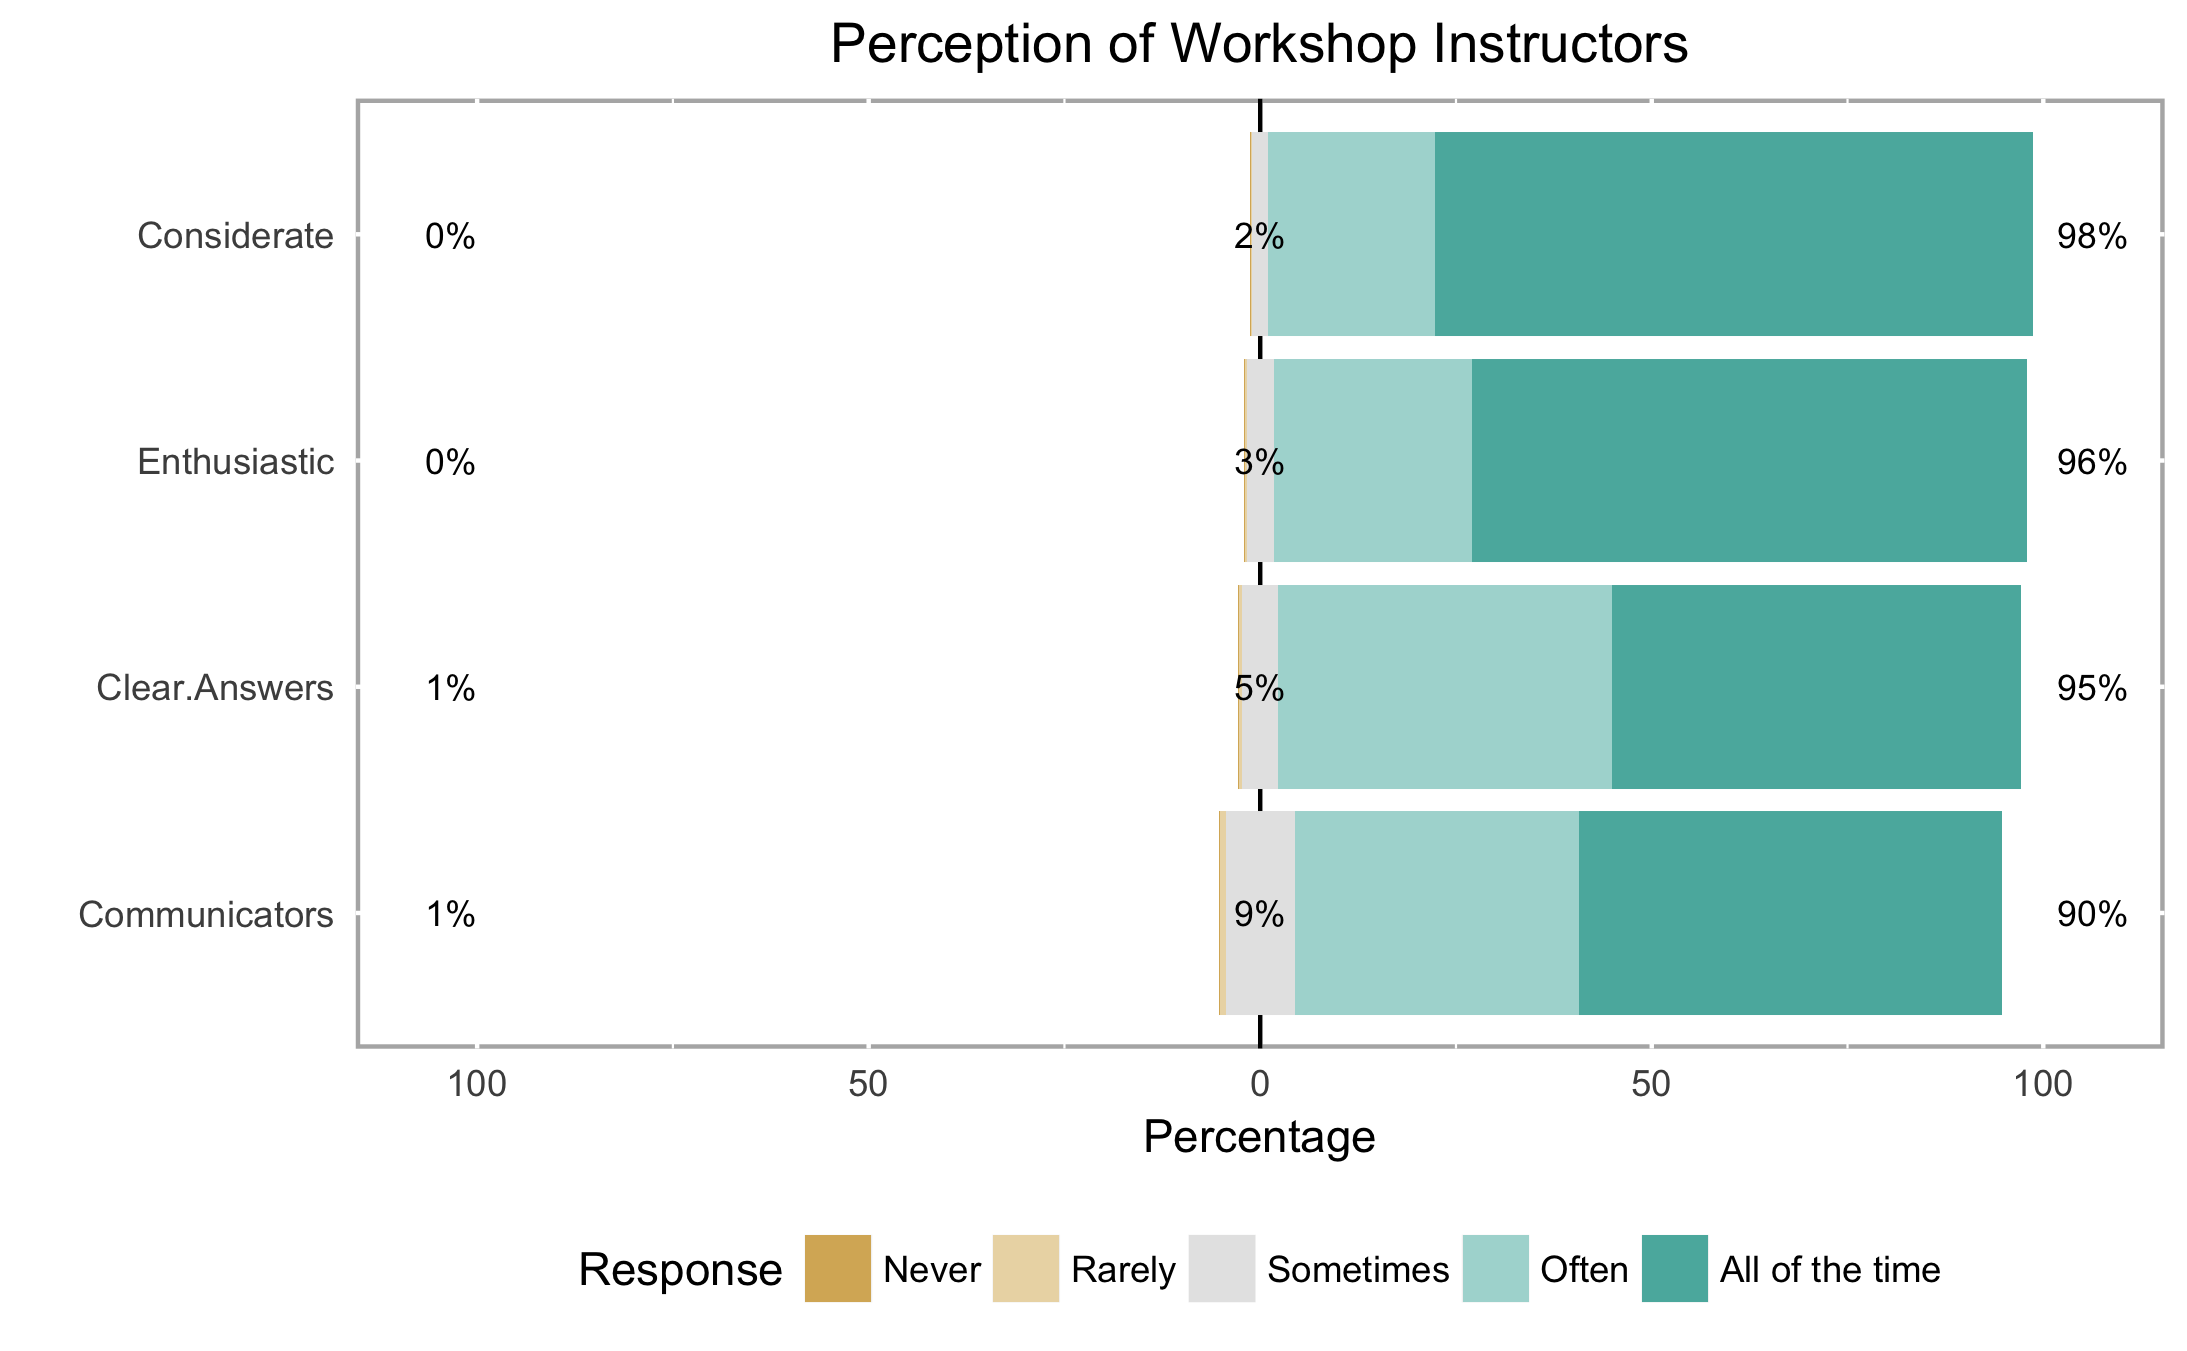 Perception of Workshop Instructors
Considerate 0% 2% 98%
Enthusiastic 0% 3% 96%
Clear.Answers 1% 5% 95%
Communicators 1% 9% 90%
100 50 0 50 100
Percentage
Response Never Rarely Sometimes Often All of the time